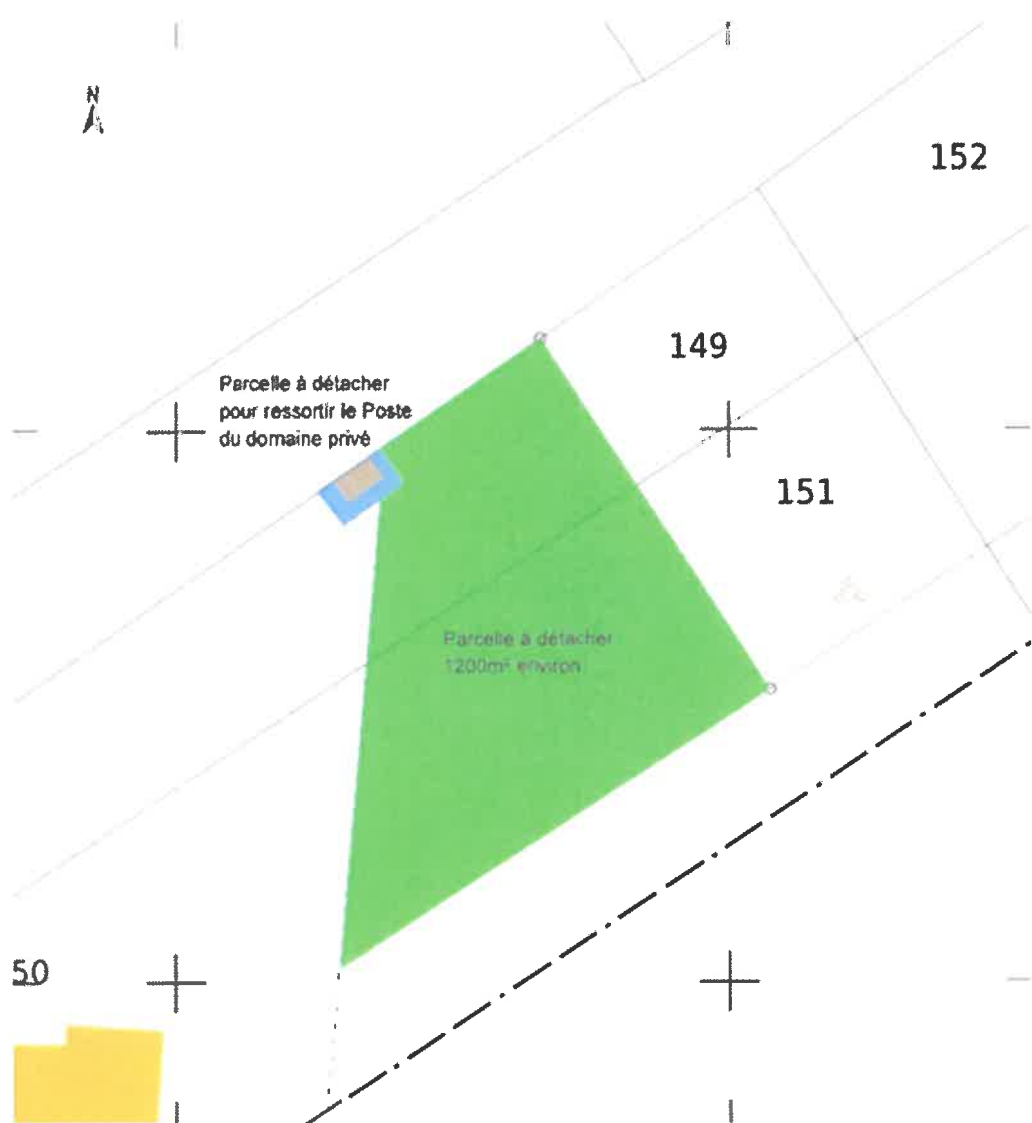 N
152
149
Parcelle à détacher
pour ressortir le Poste
du domaine privé
151
Parcelle à détacher
1200m² environ
50